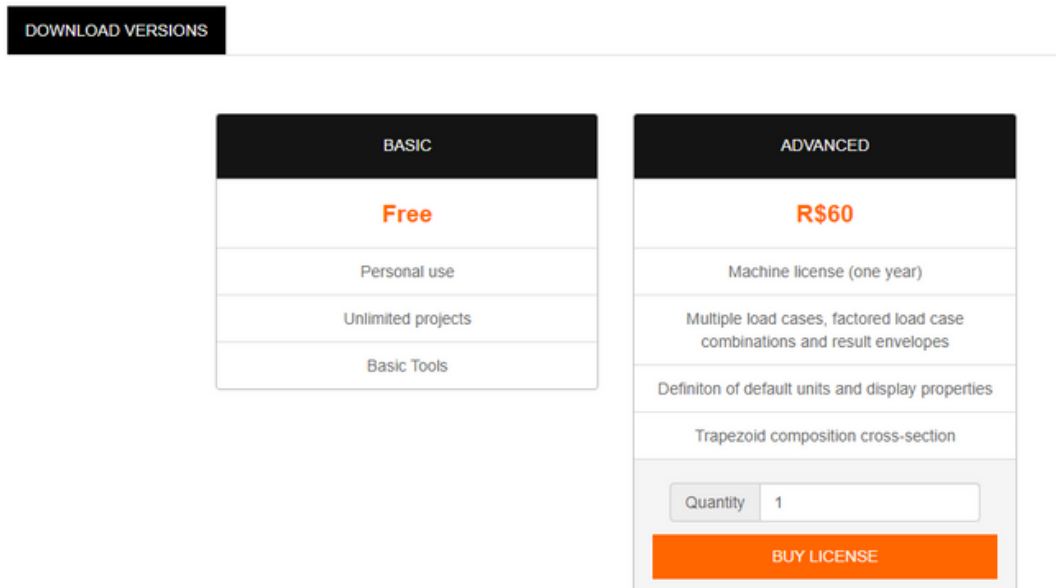 DOWNLOAD VERSIONS
BASIC
Free
Personal use
Unlimited projects
Basic Tools
ADVANCED
R$60
Machine license (one year)
Multiple load cases, factored load case
combinations and result envelopes
Definiton of default units and display properties
Trapezoid composition cross-section
Quantity 1
BUY LICENSE